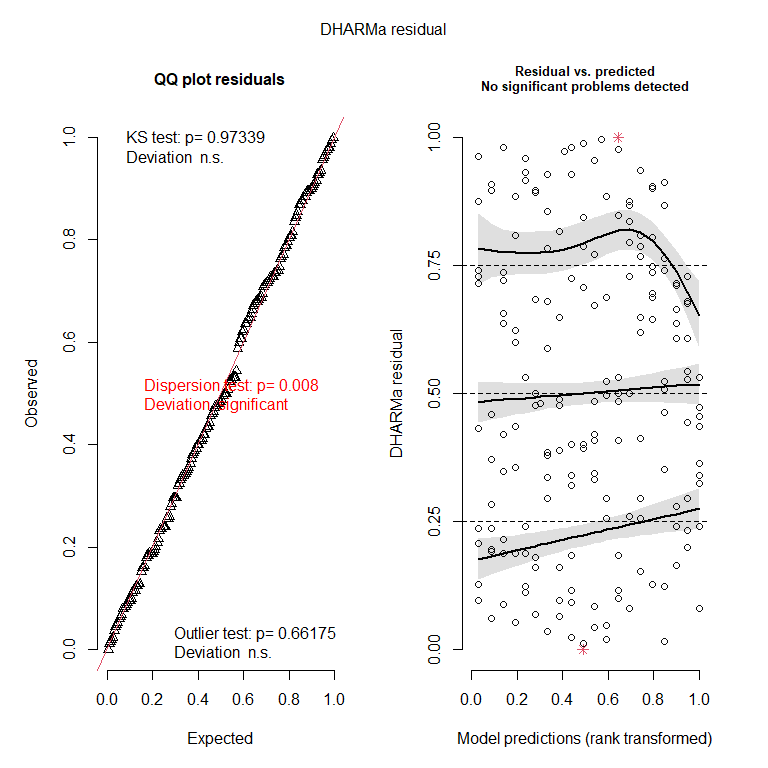 DHARMa residual
QQ plot residuals
KS test: p= 0.97339
Deviation n.s.
Dispersion test: p= 0.008
Deviation significant
Outlier test: p= 0.66175
Deviation n.s.
Observed
0.0 0.2 0.4 0.6 0.8 1.0
0.0 0.2 0.4 0.6 0.8 1.0
Expected
Residual vs. predicted
No significant problems detected
DHARMa residual
0.00 0.25 0.50 0.75 1.00
0.0 0.2 0.4 0.6 0.8 1.0
Model predictions (rank transformed)